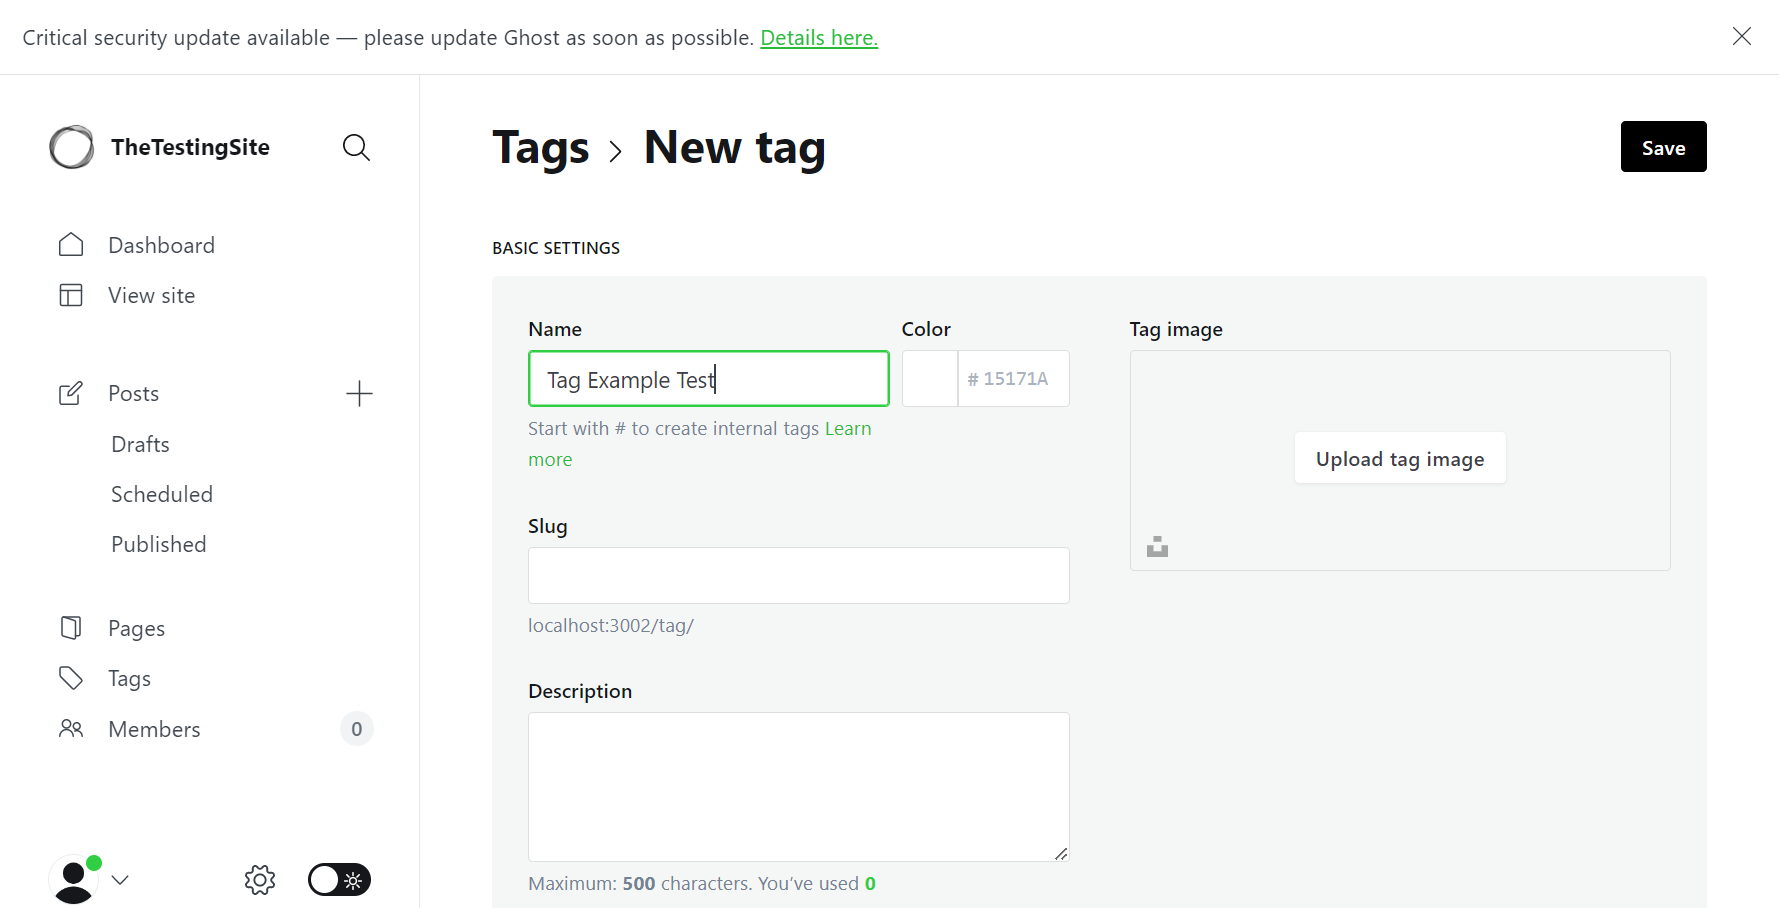 Critical security update available — please update Ghost as soon as possible. Details here.
TheTestingSite
Dashboard
View site
Posts
Drafts
Scheduled
Published
Pages
Tags
Members
0
Tags > New tag
Save
BASIC SETTINGS
Name
Tag Example Test
Start with # to create internal tags Learn
more
Color
# 15171A
Slug
localhost:3002/tag/
Description
Maximum: 500 characters. You’ve used 0
Tag image
Upload tag image